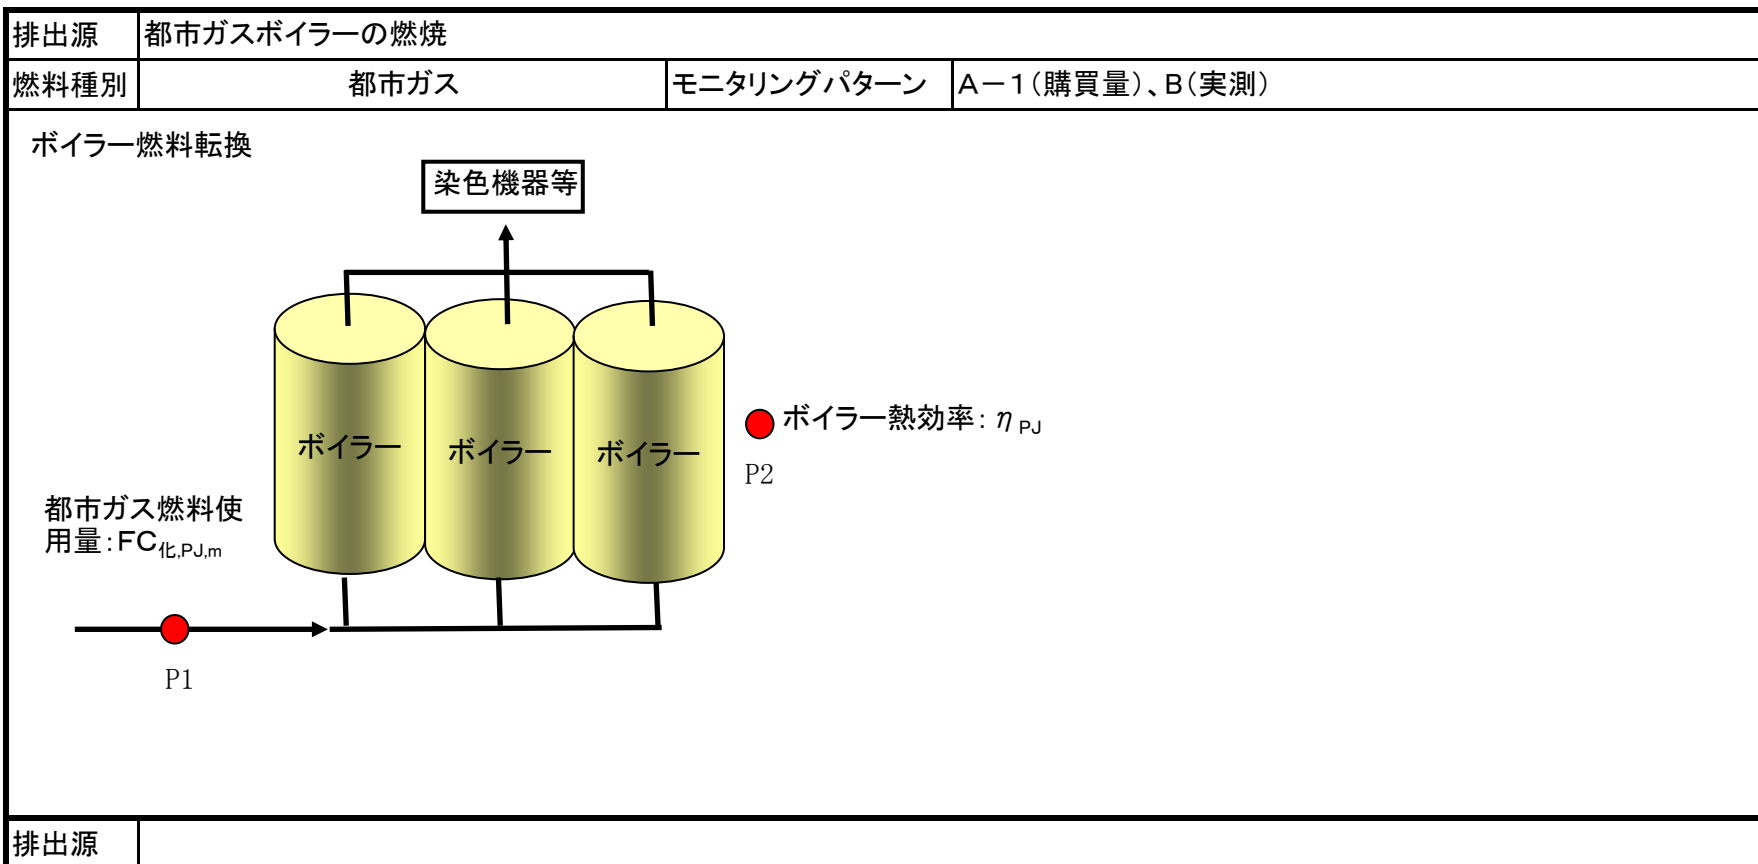 排出源 都市ガスボイラーの燃焼
燃料種別 都市ガス モニタリングパターン A－1（購買量）、B（実測）
ボイラー燃料転換
染色機器等
ボイラー ボイラー ボイラー
ボイラー熱効率：η PJ
P2
都市ガス燃料使
用量：FC化,PJ,m
P1
排出源